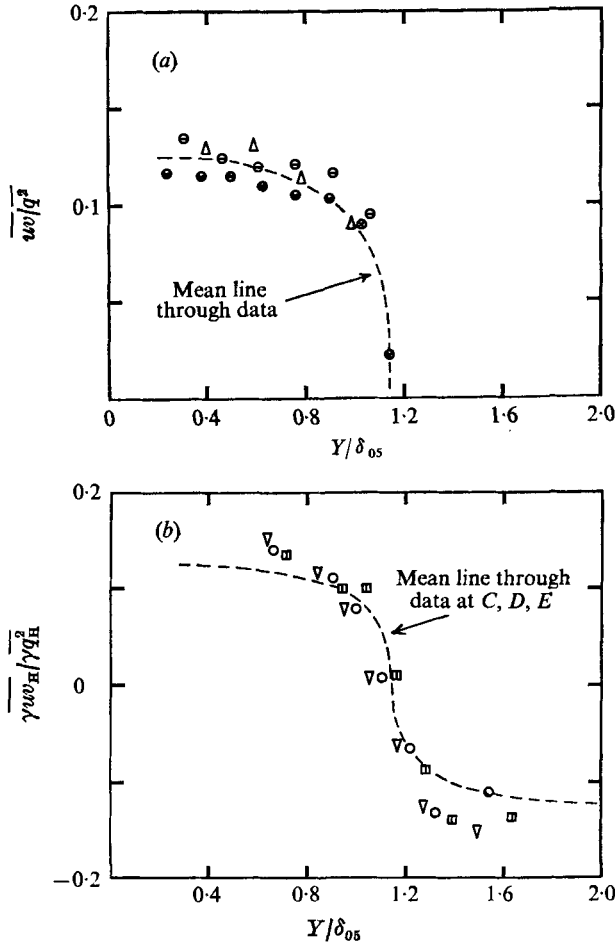 0·2
(a)
0·1
uv/q²
Mean line
through data
0
0·4
0·8
1·2
1·6
2·0
Y/δ₀₅
0·2
(b)
Mean line through
data at C, D, E
0
γuv_H/γq²_H
−0·2
0·4
0·8
1·2
1·6
2·0
Y/δ₀₅